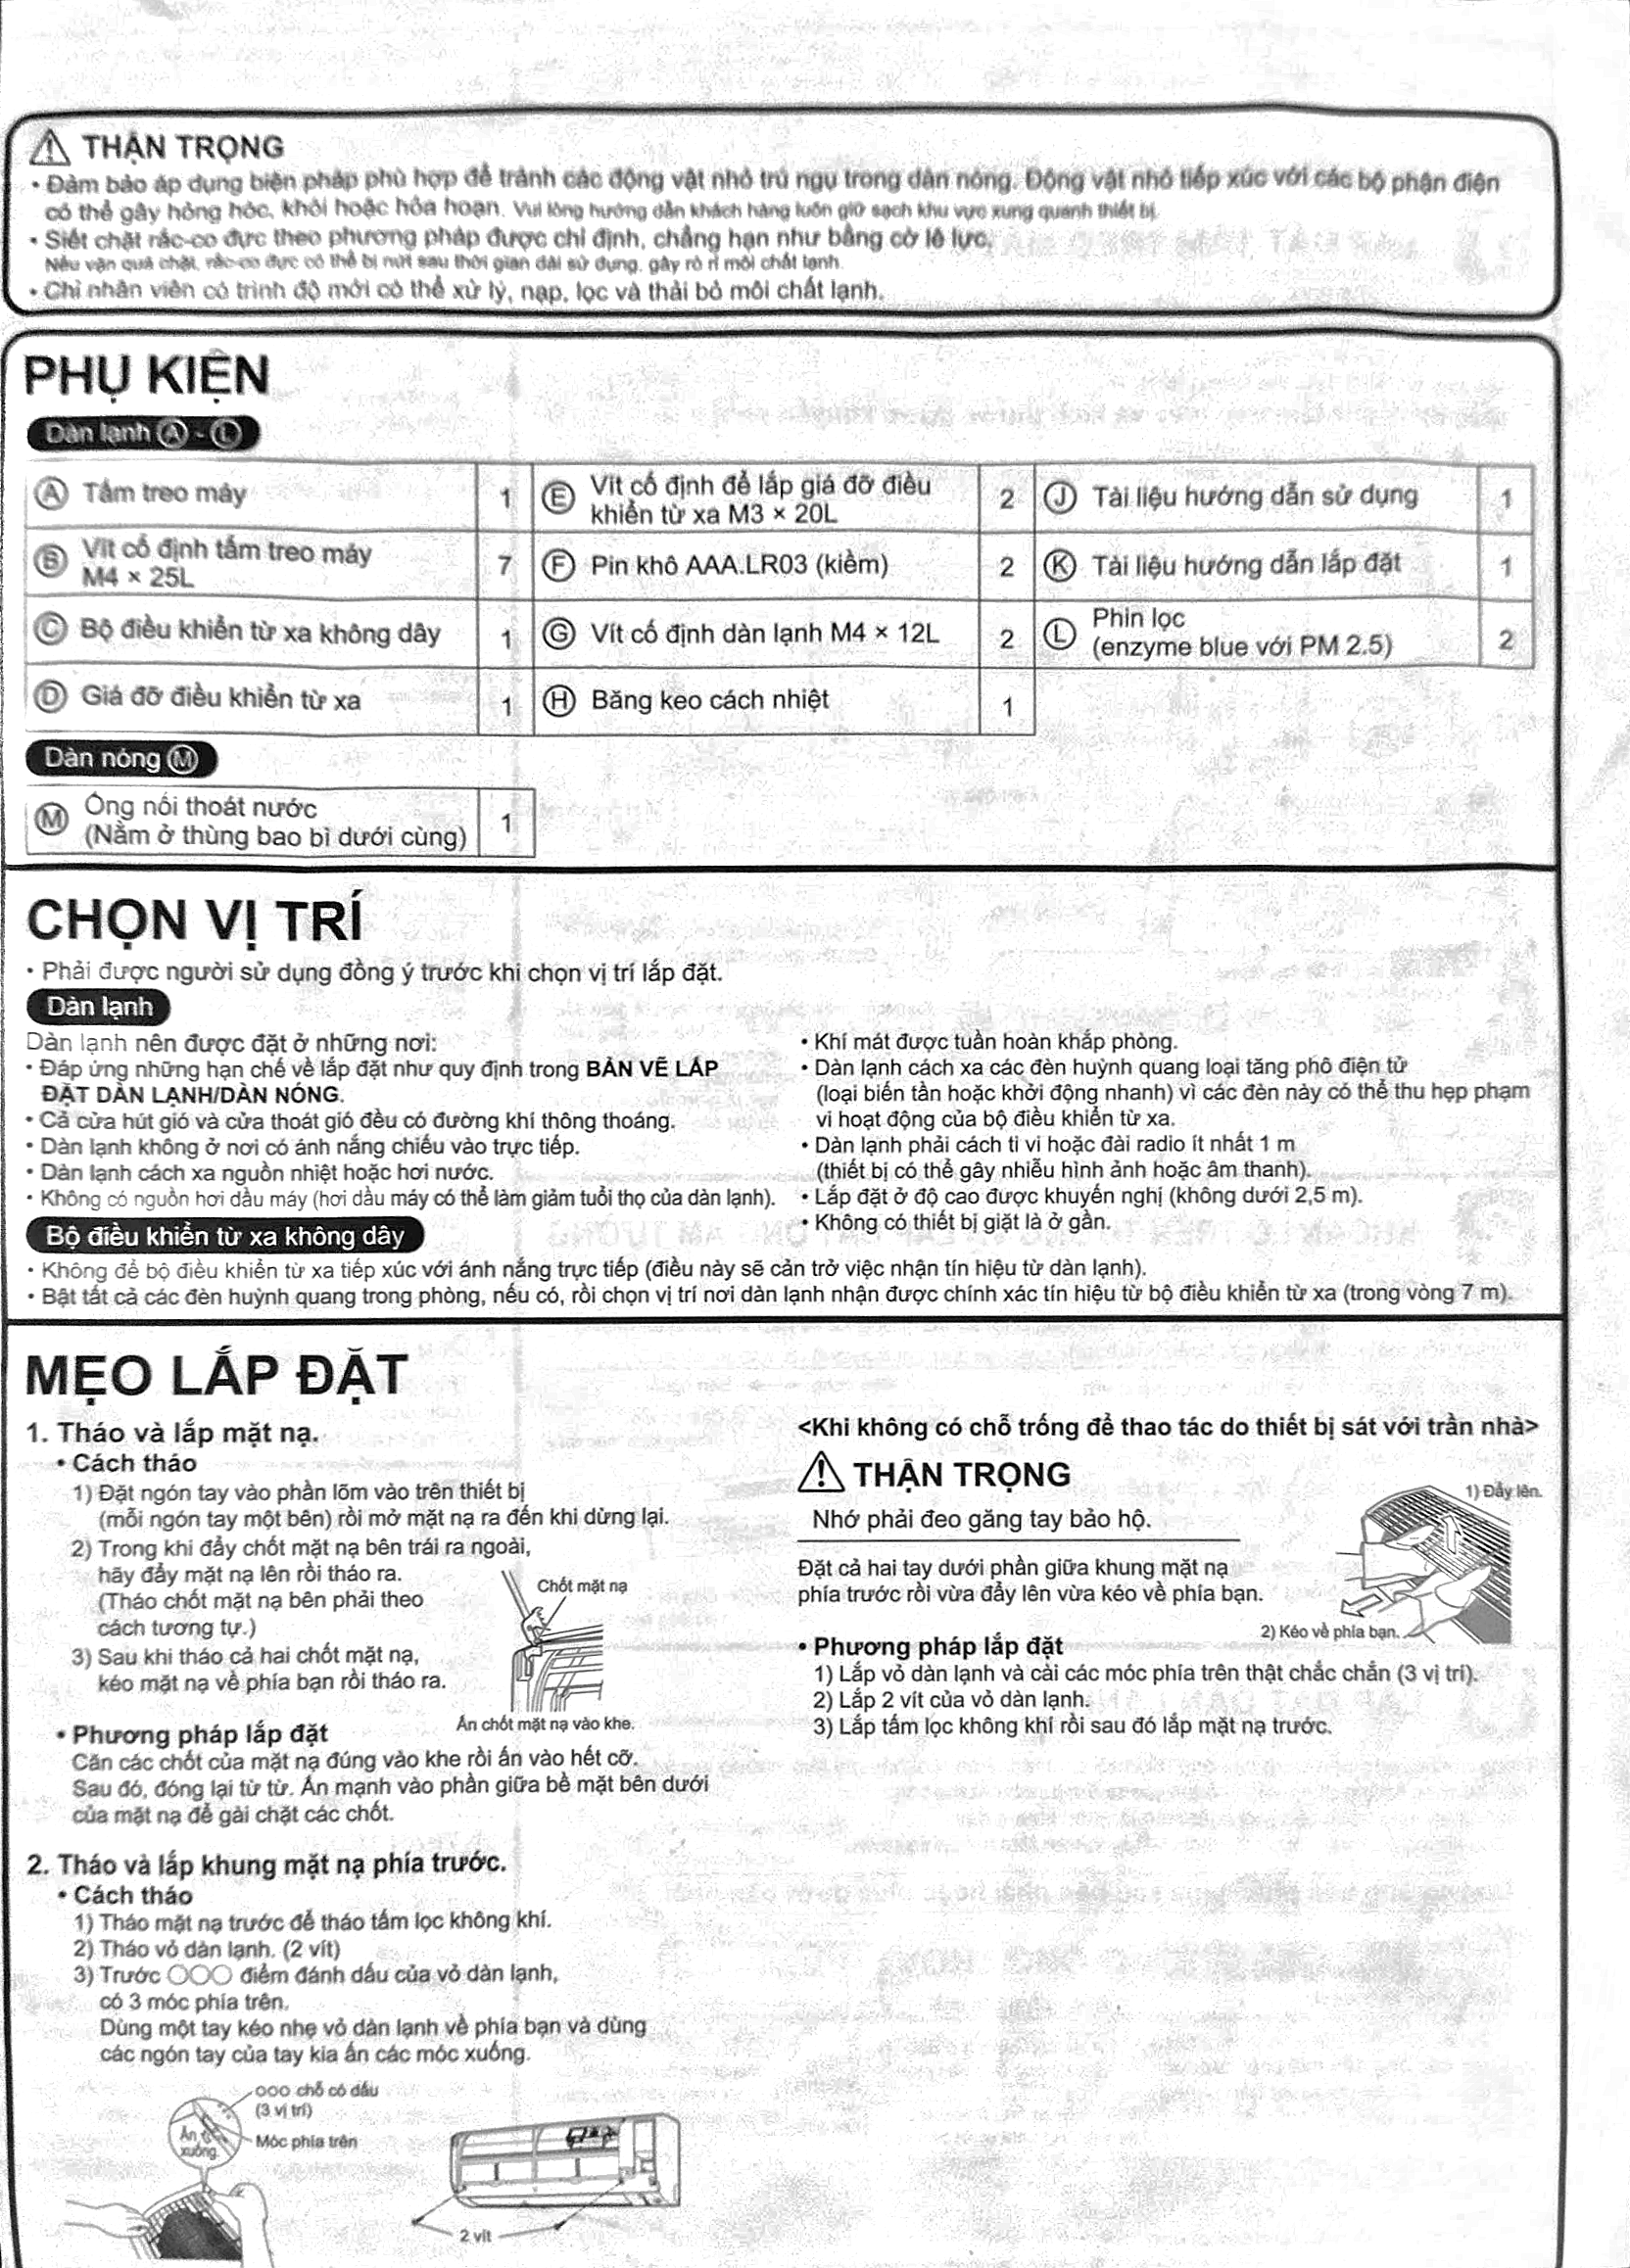 ⚠ THẬN TRỌNG
• Đảm bảo áp dụng biện pháp phù hợp để tránh các động vật nhỏ trú ngụ trong dàn nóng. Động vật nhỏ tiếp xúc với các bộ phận điện
có thể gây hỏng hóc, khói hoặc hỏa hoạn. Vui lòng hướng dẫn khách hàng luôn giữ sạch khu vực xung quanh thiết bị.
• Siết chặt rắc-co đực theo phương pháp được chỉ định, chẳng hạn như bằng cờ lê lực.
Nếu vặn quá chặt, rắc-co đực có thể bị nứt sau thời gian dài sử dụng, gây rò rỉ môi chất lạnh.
• Chỉ nhân viên có trình độ mới có thể xử lý, nạp, lọc và thải bỏ môi chất lạnh.
PHỤ KIỆN
Dàn lạnh Ⓐ - Ⓛ
Ⓐ Tấm treo máy 1
Ⓑ Vít cố định tấm treo máy
M4 × 25L 7
Ⓒ Bộ điều khiển từ xa không dây 1
Ⓓ Giá đỡ điều khiển từ xa 1
Ⓔ Vít cố định để lắp giá đỡ điều
khiển từ xa M3 × 20L 2
Ⓕ Pin khô AAA.LR03 (kiềm) 2
Ⓖ Vít cố định dàn lạnh M4 × 12L 2
Ⓗ Băng keo cách nhiệt 1
Ⓙ Tài liệu hướng dẫn sử dụng 1
Ⓚ Tài liệu hướng dẫn lắp đặt 1
Ⓛ Phin lọc
(enzyme blue với PM 2.5) 2
Dàn nóng Ⓜ
Ⓜ Ống nối thoát nước
(Nằm ở thùng bao bì dưới cùng) 1
CHỌN VỊ TRÍ
• Phải được người sử dụng đồng ý trước khi chọn vị trí lắp đặt.
Dàn lạnh
Dàn lạnh nên được đặt ở những nơi:
• Đáp ứng những hạn chế về lắp đặt như quy định trong BẢN VẼ LẮP
ĐẶT DÀN LẠNH/DÀN NÓNG.
• Cả cửa hút gió và cửa thoát gió đều có đường khí thông thoáng.
• Dàn lạnh không ở nơi có ánh nắng chiếu vào trực tiếp.
• Dàn lạnh cách xa nguồn nhiệt hoặc hơi nước.
• Không có nguồn hơi dầu máy (hơi dầu máy có thể làm giảm tuổi thọ của dàn lạnh).
• Khí mát được tuần hoàn khắp phòng.
• Dàn lạnh cách xa các đèn huỳnh quang loại tăng phô điện tử
(loại biến tần hoặc khởi động nhanh) vì các đèn này có thể thu hẹp phạm
vi hoạt động của bộ điều khiển từ xa.
• Dàn lạnh phải cách ti vi hoặc đài radio ít nhất 1 m
(thiết bị có thể gây nhiễu hình ảnh hoặc âm thanh).
• Lắp đặt ở độ cao được khuyến nghị (không dưới 2,5 m).
• Không có thiết bị giặt là ở gần.
Bộ điều khiển từ xa không dây
• Không để bộ điều khiển từ xa tiếp xúc với ánh nắng trực tiếp (điều này sẽ cản trở việc nhận tín hiệu từ dàn lạnh).
• Bật tất cả các đèn huỳnh quang trong phòng, nếu có, rồi chọn vị trí nơi dàn lạnh nhận được chính xác tín hiệu từ bộ điều khiển từ xa (trong vòng 7 m).
MẸO LẮP ĐẶT
1. Tháo và lắp mặt nạ.
• Cách tháo
1) Đặt ngón tay vào phần lõm vào trên thiết bị
(mỗi ngón tay một bên) rồi mở mặt nạ ra đến khi dừng lại.
2) Trong khi đẩy chốt mặt nạ bên trái ra ngoài,
hãy đẩy mặt nạ lên rồi tháo ra.
(Tháo chốt mặt nạ bên phải theo
cách tương tự.)
3) Sau khi tháo cả hai chốt mặt nạ,
kéo mặt nạ về phía bạn rồi tháo ra.
Chốt mặt nạ
Ấn chốt mặt nạ vào khe.
• Phương pháp lắp đặt
Căn các chốt của mặt nạ đúng vào khe rồi ấn vào hết cỡ.
Sau đó, đóng lại từ từ. Ấn mạnh vào phần giữa bề mặt bên dưới
của mặt nạ để gài chặt các chốt.
2. Tháo và lắp khung mặt nạ phía trước.
• Cách tháo
1) Tháo mặt nạ trước để tháo tấm lọc không khí.
2) Tháo vỏ dàn lạnh. (2 vít)
3) Trước ○○○ điểm đánh dấu của vỏ dàn lạnh,
có 3 móc phía trên.
Dùng một tay kéo nhẹ vỏ dàn lạnh về phía bạn và dùng
các ngón tay của tay kia ấn các móc xuống.
○○○ chỗ có dấu
(3 vị trí)
Ấn
xuống.
Móc phía trên
2 vít
<Khi không có chỗ trống để thao tác do thiết bị sát với trần nhà>
⚠ THẬN TRỌNG
Nhớ phải đeo găng tay bảo hộ.
Đặt cả hai tay dưới phần giữa khung mặt nạ
phía trước rồi vừa đẩy lên vừa kéo về phía bạn.
1) Đẩy lên.
2) Kéo về phía bạn.
• Phương pháp lắp đặt
1) Lắp vỏ dàn lạnh và cài các móc phía trên thật chắc chắn (3 vị trí).
2) Lắp 2 vít của vỏ dàn lạnh.
3) Lắp tấm lọc không khí rồi sau đó lắp mặt nạ trước.